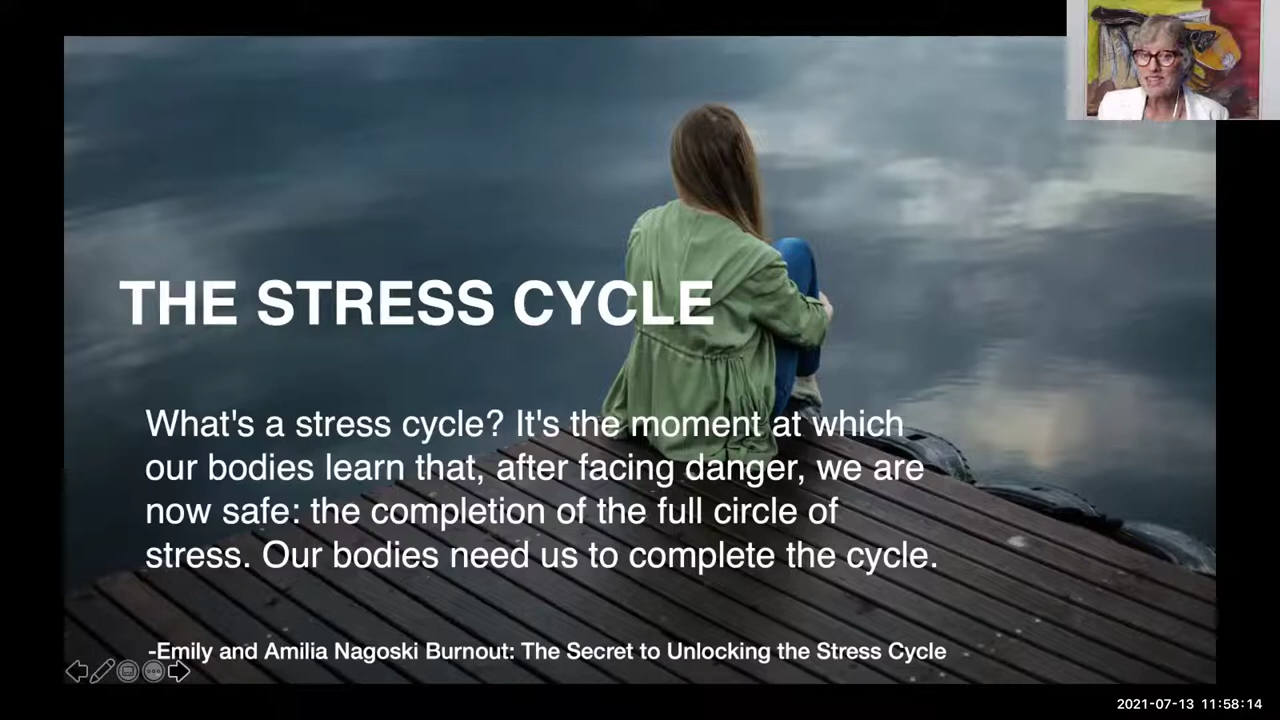 THE STRESS CYCLE
What's a stress cycle? It's the moment at which
our bodies learn that, after facing danger, we are
now safe: the completion of the full circle of
stress. Our bodies need us to complete the cycle.
-Emily and Amilia Nagoski Burnout: The Secret to Unlocking the Stress Cycle
2021-07-13 11:58:14